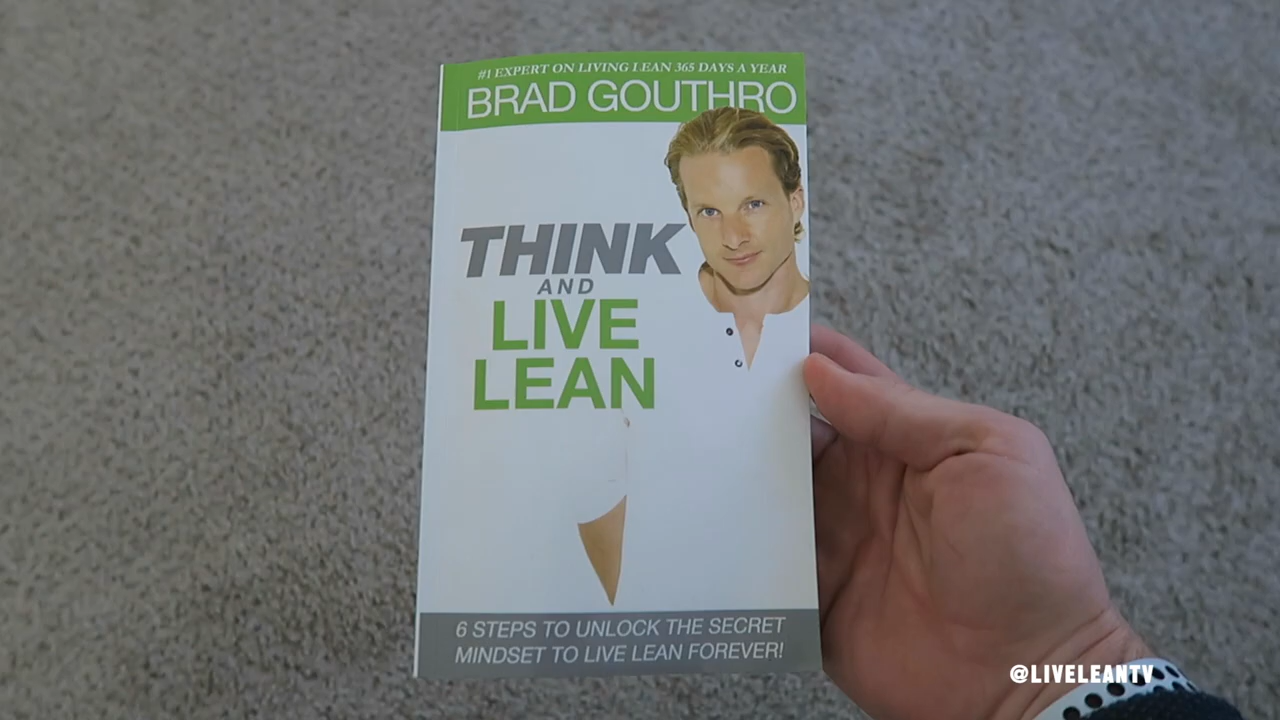 #1 EXPERT ON LIVING LEAN 365 DAYS A YEAR
BRAD GOUTHRO
THINK
AND
LIVE
LEAN
6 STEPS TO UNLOCK THE SECRET
MINDSET TO LIVE LEAN FOREVER!
@LIVELEANTV